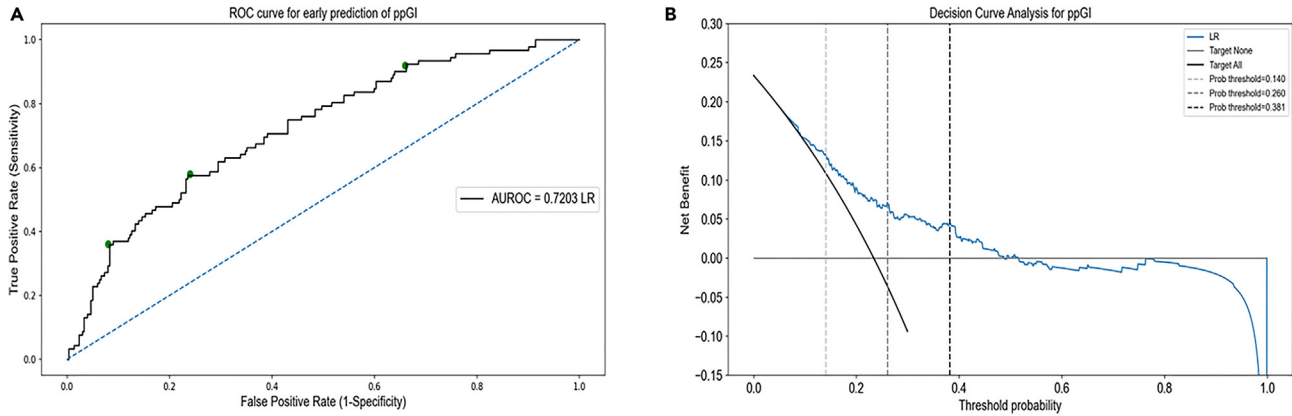 A
ROC curve for early prediction of ppGI
True Positive Rate (Sensitivity)
1.0
0.8
0.6
0.4
0.2
0.0
AUROC = 0.7203 LR
0.0 0.2 0.4 0.6 0.8 1.0
False Positive Rate (1-Specificity)
B
Decision Curve Analysis for ppGI
Net Benefit
0.30
0.25
0.20
0.15
0.10
0.05
0.00
−0.05
−0.10
−0.15
LR
Target None
Target All
Prob threshold=0.140
Prob threshold=0.260
Prob threshold=0.381
0.0 0.2 0.4 0.6 0.8 1.0
Threshold probability